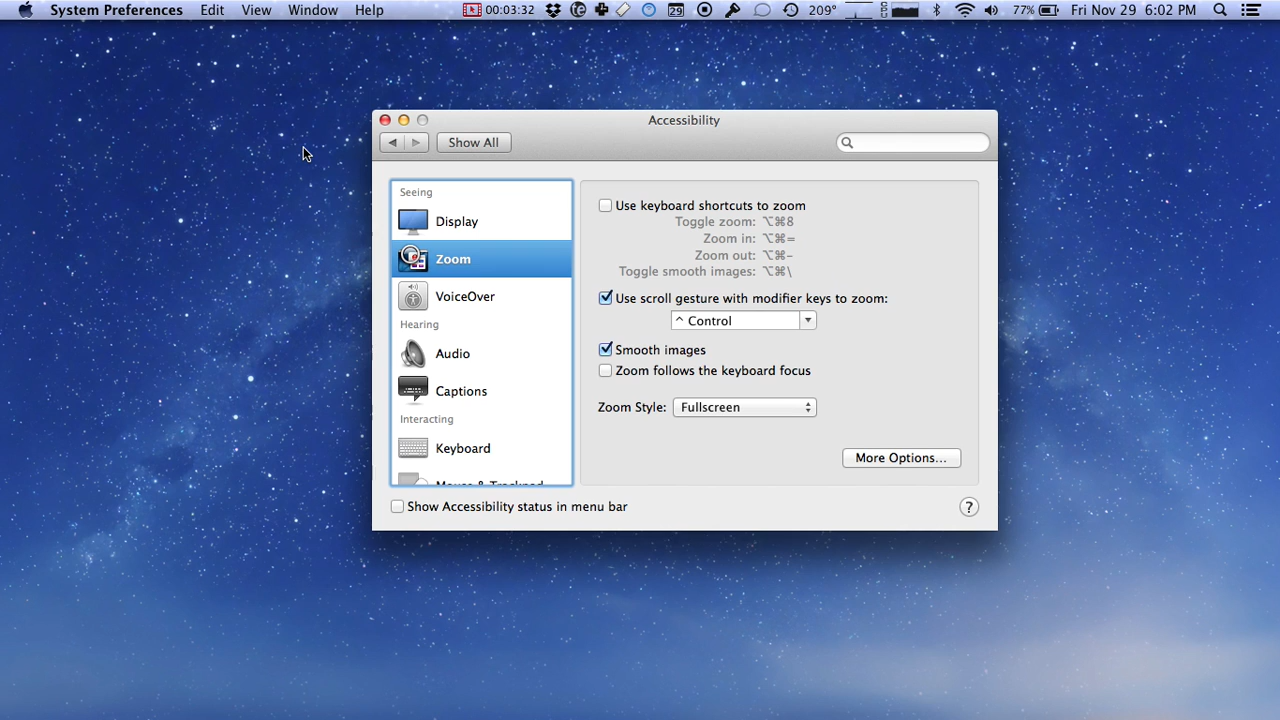 System Preferences Edit View Window Help 00:03:32 29 209° 77% Fri Nov 29 6:02 PM
Accessibility
Show All
Seeing
Display
Zoom
VoiceOver
Hearing
Audio
Captions
Interacting
Keyboard
Mouse & Trackpad
Use keyboard shortcuts to zoom
Toggle zoom: ⌥⌘8
Zoom in: ⌥⌘=
Zoom out: ⌥⌘-
Toggle smooth images: ⌥⌘\
Use scroll gesture with modifier keys to zoom:
^ Control
Smooth images
Zoom follows the keyboard focus
Zoom Style: Fullscreen
More Options...
Show Accessibility status in menu bar
?